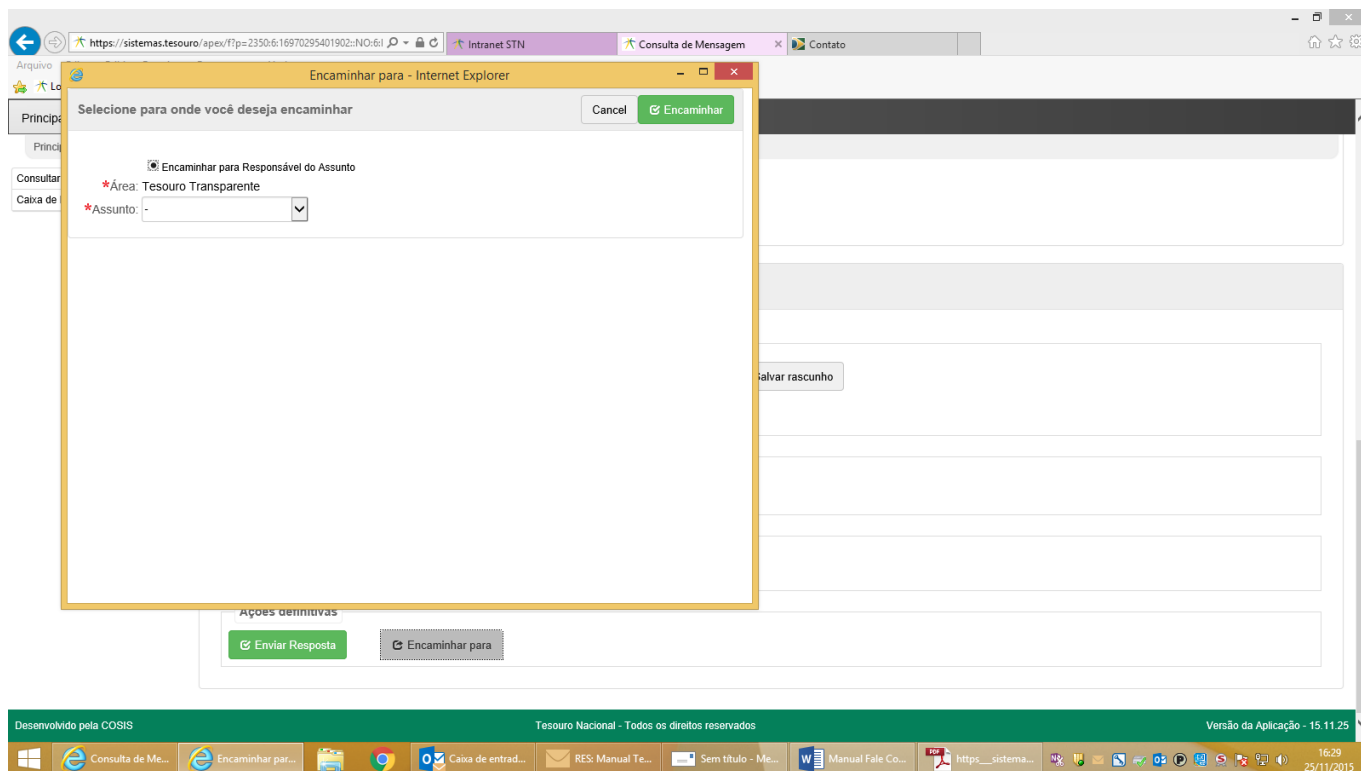 https://sistemas.tesouro/apex/f?p=2350:6:16970295401902::NO:6:
Intranet STN
Consulta de Mensagem
Contato
Arquivo
Encaminhar para - Internet Explorer
Selecione para onde você deseja encaminhar
Cancel
Encaminhar
Encaminhar para Responsável do Assunto
*Área: Tesouro Transparente
*Assunto: -
Principa
Princip
Consultar
Caixa de
Salvar rascunho
Ações definitivas
Enviar Resposta
Encaminhar para
Desenvolvido pela COSIS
Tesouro Nacional - Todos os direitos reservados
Versão da Aplicação - 15.11.25
Consulta de Me...
Encaminhar par...
Caixa de entrad...
RES: Manual Te...
Sem título - Me...
Manual Fale Co...
https__sistema...
16:29
25/11/2015